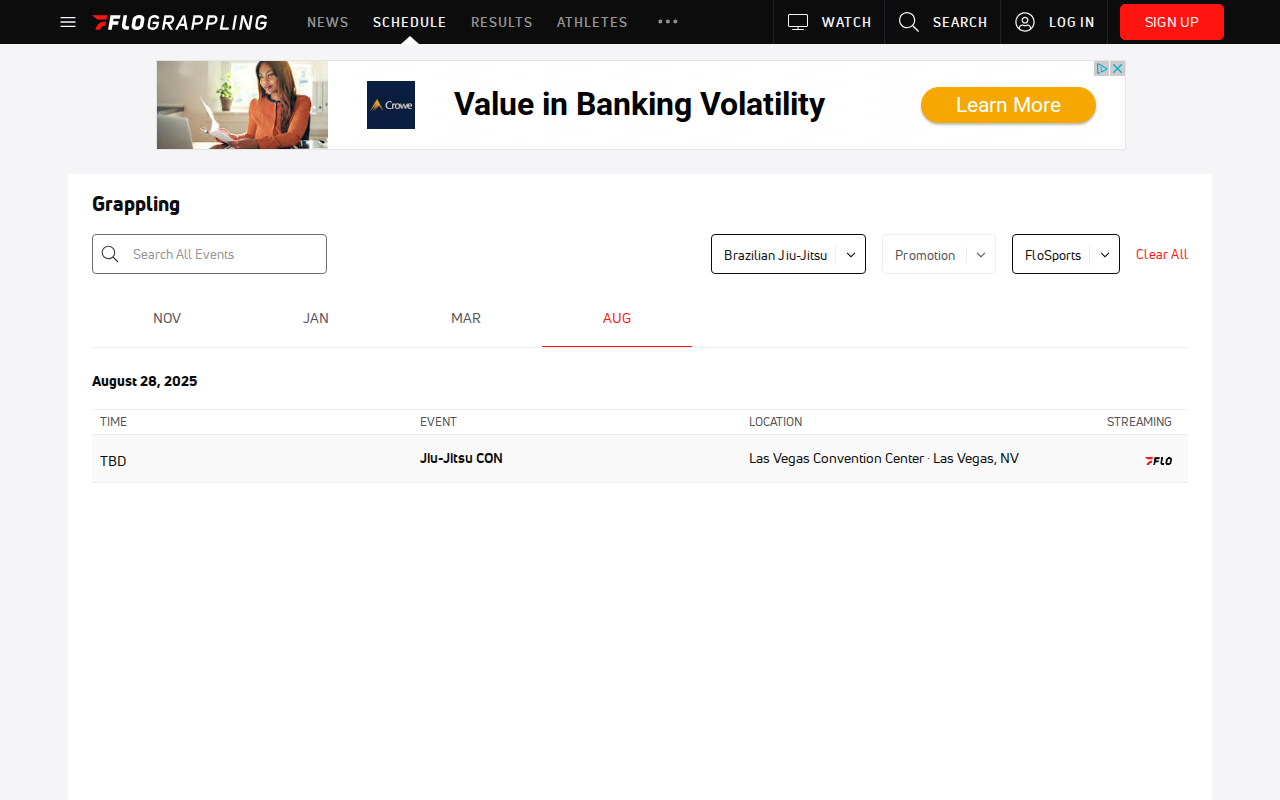 FLOGRAPPLING NEWS SCHEDULE RESULTS ATHLETES ••• WATCH SEARCH LOG IN SIGN UP
Crowe Value in Banking Volatility Learn More
Grappling
Search All Events Brazilian Jiu-Jitsu Promotion FloSports Clear All
NOV JAN MAR AUG
August 28, 2025
TIME EVENT LOCATION STREAMING
TBD Jiu-Jitsu CON Las Vegas Convention Center · Las Vegas, NV FLO